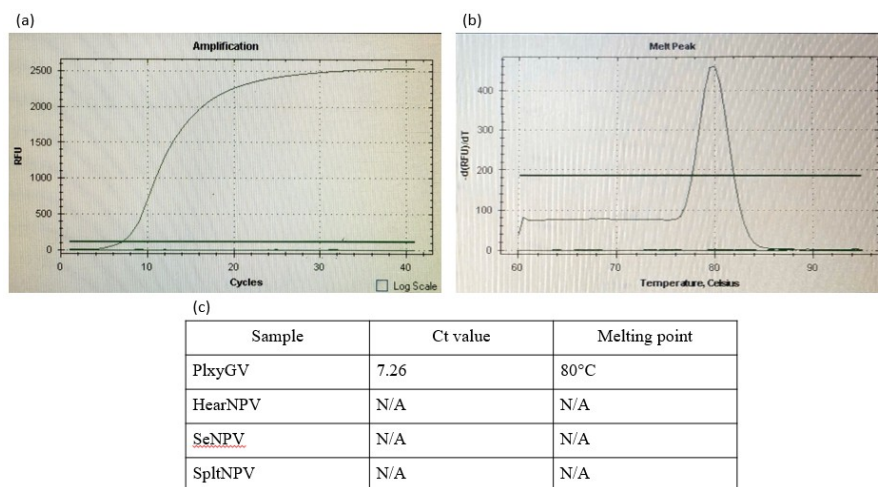 (a)
Amplification
RFU
2500
2000
1500
1000
500
0
0 10 20 30 40
Cycles
Log Scale
(b)
Melt Peak
-d(RFU)/dT
400
300
200
100
0
60 70 80 90
Temperature, Celsius
(c)
Sample Ct value Melting point
PlxyGV 7.26 80°C
HearNPV N/A N/A
SeNPV N/A N/A
SpltNPV N/A N/A